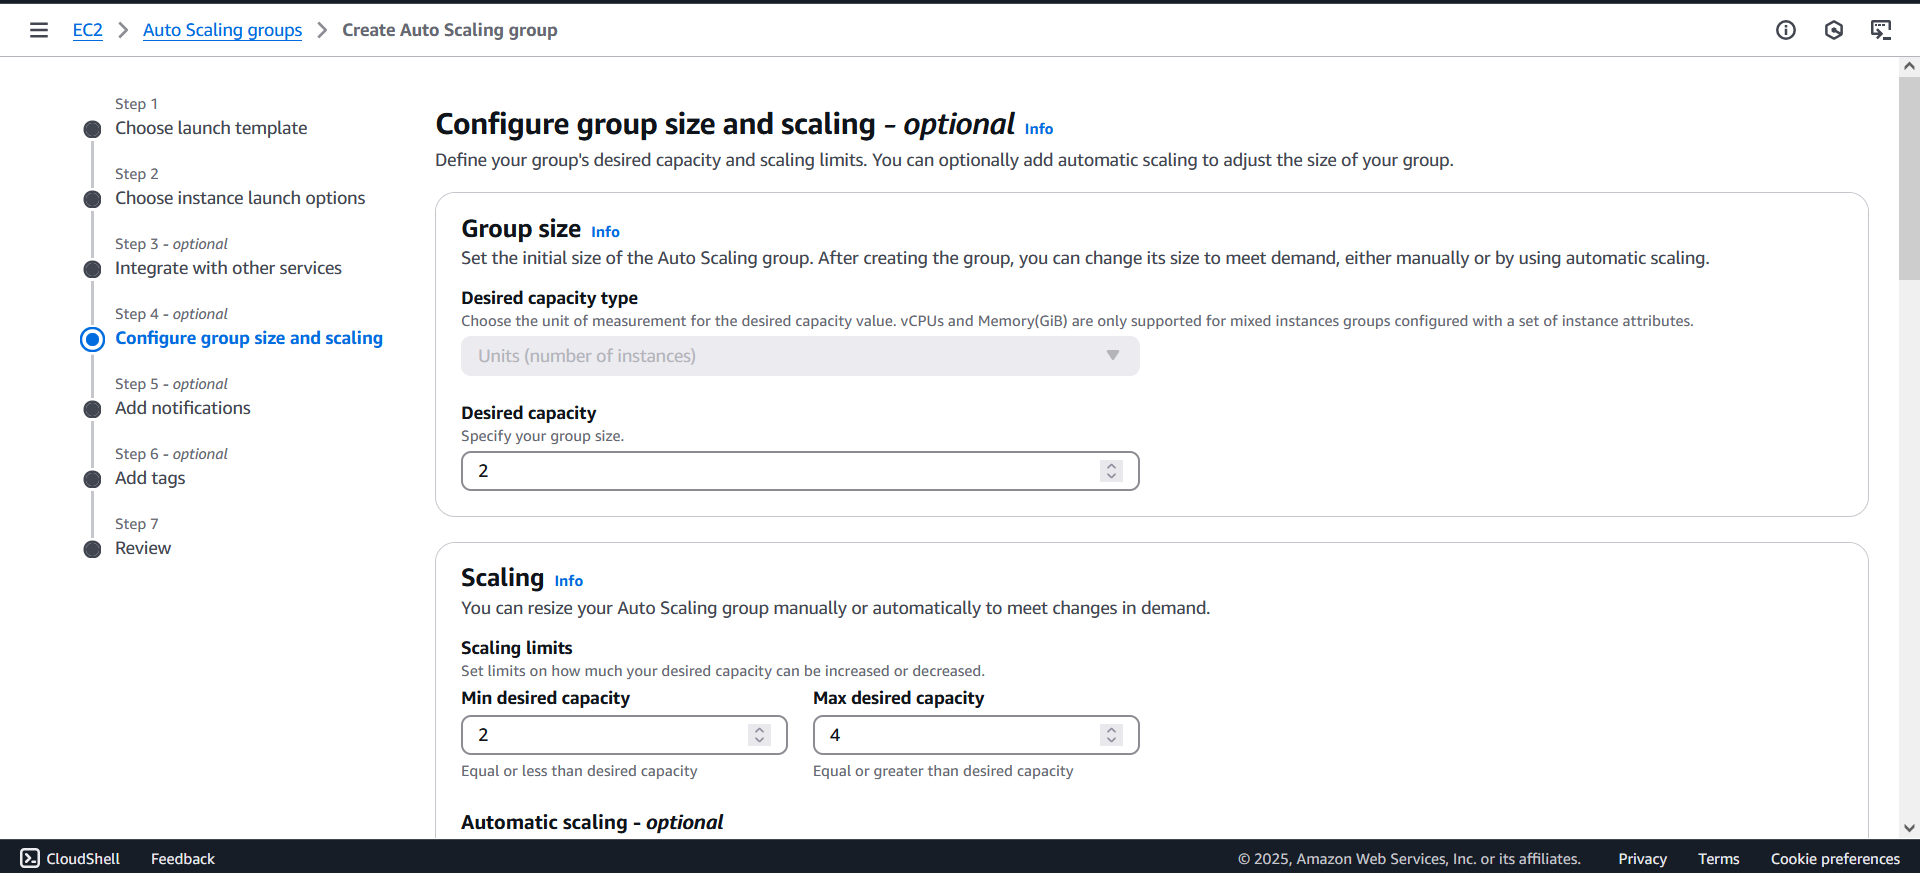 EC2 > Auto Scaling groups > Create Auto Scaling group
Step 1
Choose launch template
Step 2
Choose instance launch options
Step 3 - optional
Integrate with other services
Step 4 - optional
Configure group size and scaling
Step 5 - optional
Add notifications
Step 6 - optional
Add tags
Step 7
Review
Configure group size and scaling - optional Info
Define your group's desired capacity and scaling limits. You can optionally add automatic scaling to adjust the size of your group.
Group size Info
Set the initial size of the Auto Scaling group. After creating the group, you can change its size to meet demand, either manually or by using automatic scaling.
Desired capacity type
Choose the unit of measurement for the desired capacity value. vCPUs and Memory(GiB) are only supported for mixed instances groups configured with a set of instance attributes.
Units (number of instances)
Desired capacity
Specify your group size.
2
Scaling Info
You can resize your Auto Scaling group manually or automatically to meet changes in demand.
Scaling limits
Set limits on how much your desired capacity can be increased or decreased.
Min desired capacity Max desired capacity
2 4
Equal or less than desired capacity Equal or greater than desired capacity
Automatic scaling - optional
CloudShell Feedback © 2025, Amazon Web Services, Inc. or its affiliates. Privacy Terms Cookie preferences